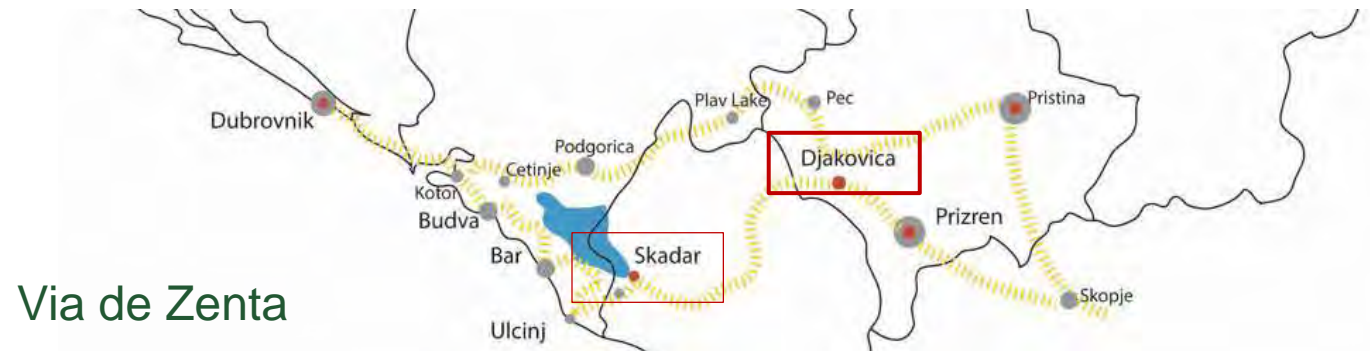 Dubrovnik
Plav Lake
Pec
Pristina
Podgorica
Djakovica
Cetinje
Kotor
Budva
Prizren
Bar
Skadar
Via de Zenta
Skopje
Ulcinj